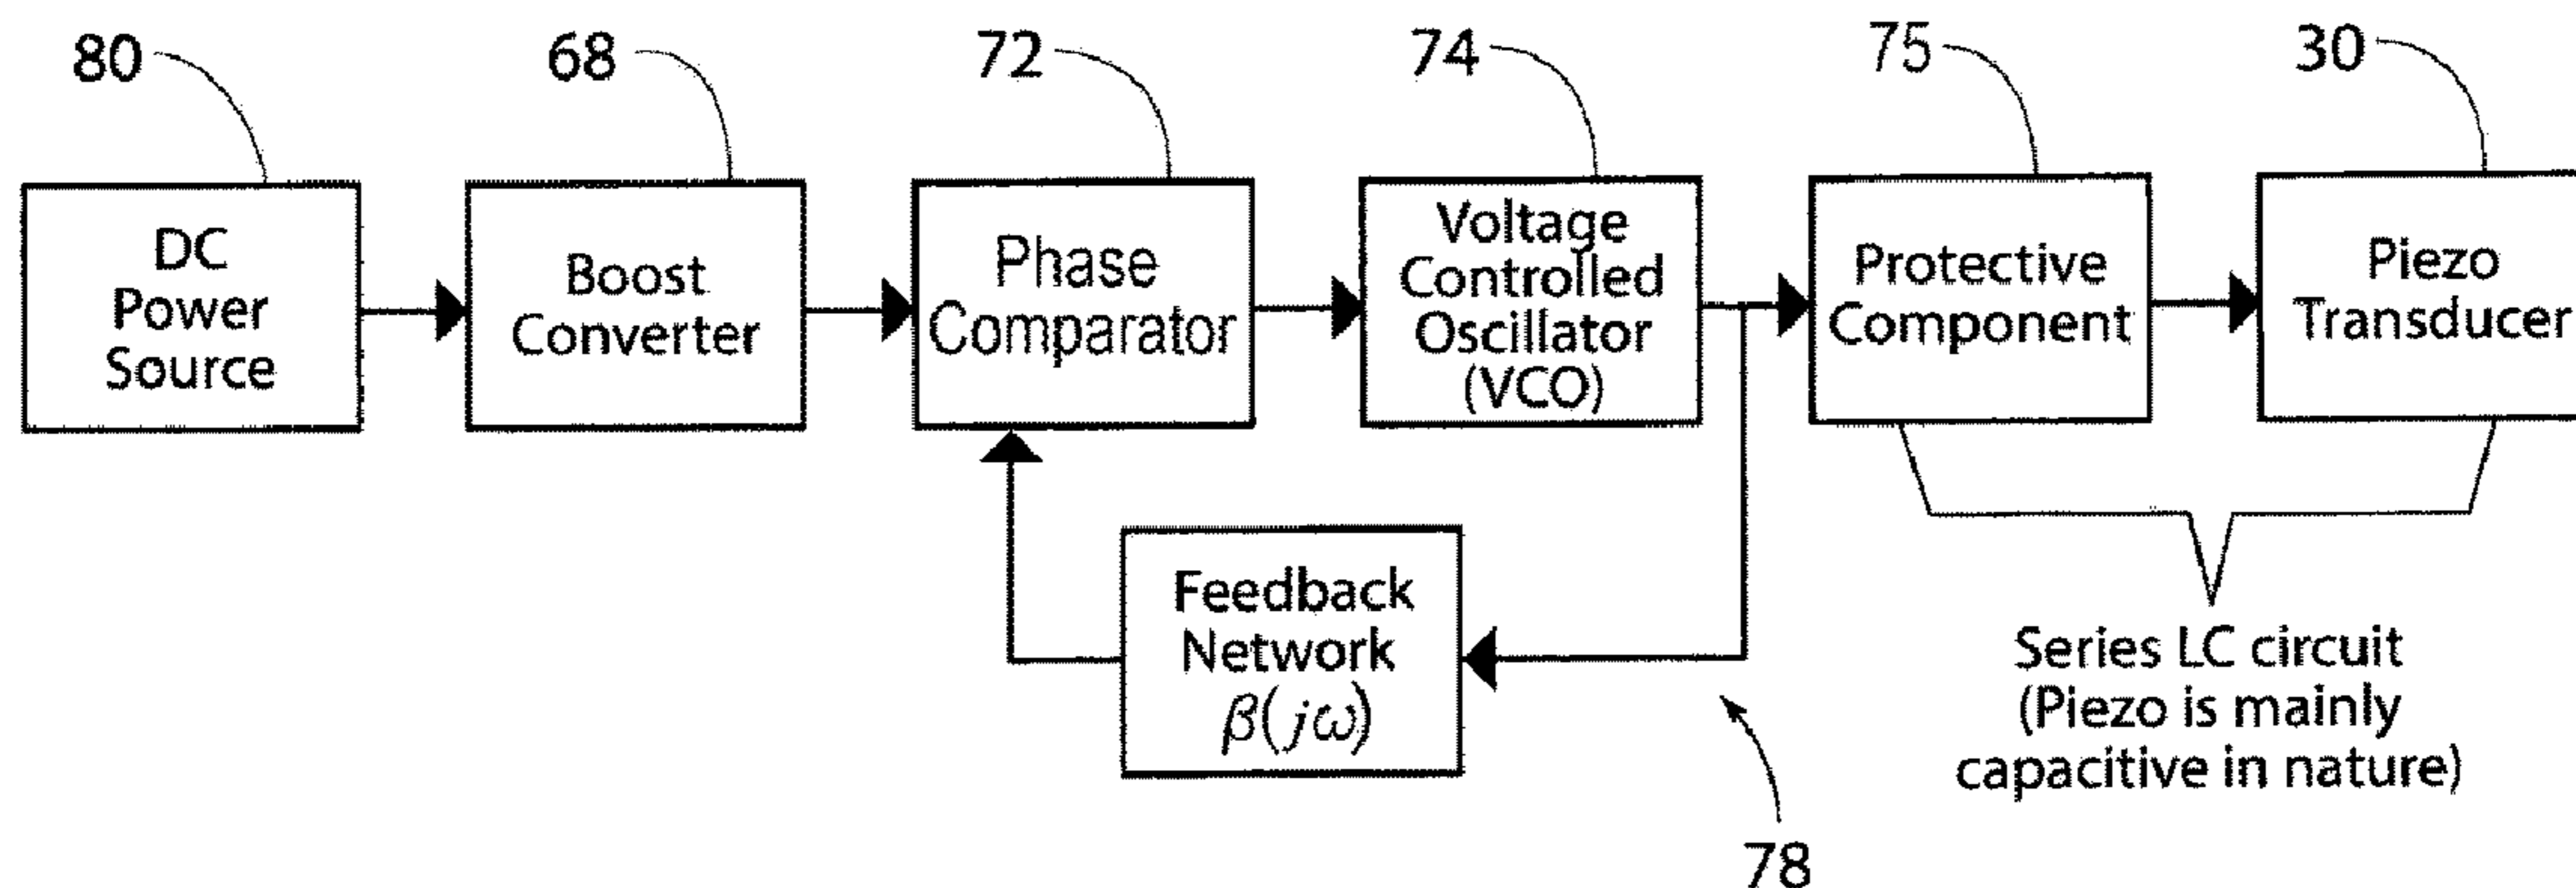 80
68
72
74
75
30
DC
Power
Source
Boost
Converter
Phase
Comparator
Voltage
Controlled
Oscillator
(VCO)
Protective
Component
Piezo
Transducer
Feedback
Network
β(jω)
Series LC circuit
(Piezo is mainly
capacitive in nature)
78